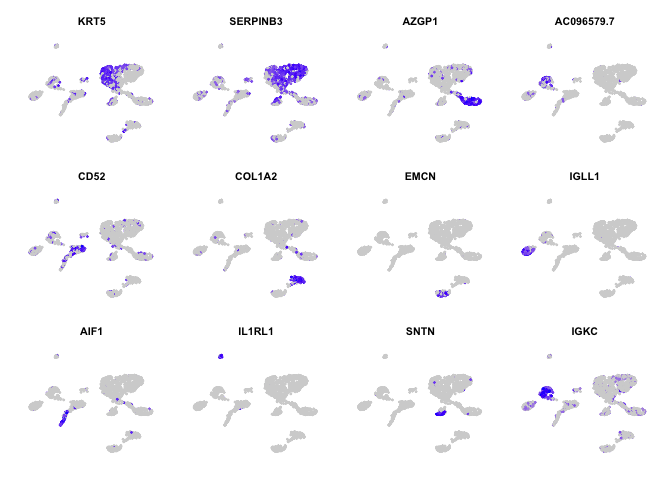 KRT5 SERPINB3 AZGP1 AC096579.7
CD52 COL1A2 EMCN IGLL1
AIF1 IL1RL1 SNTN IGKC